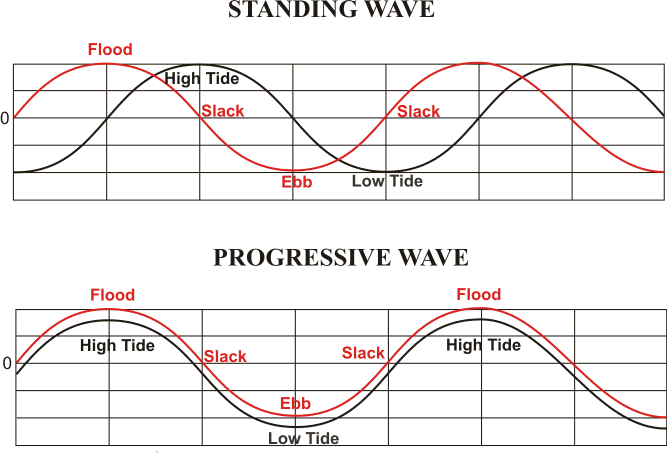 STANDING WAVE
Flood
High Tide
0
Slack
Slack
Ebb
Low Tide
PROGRESSIVE WAVE
Flood
Flood
High Tide
High Tide
Slack
Slack
0
Ebb
Low Tide